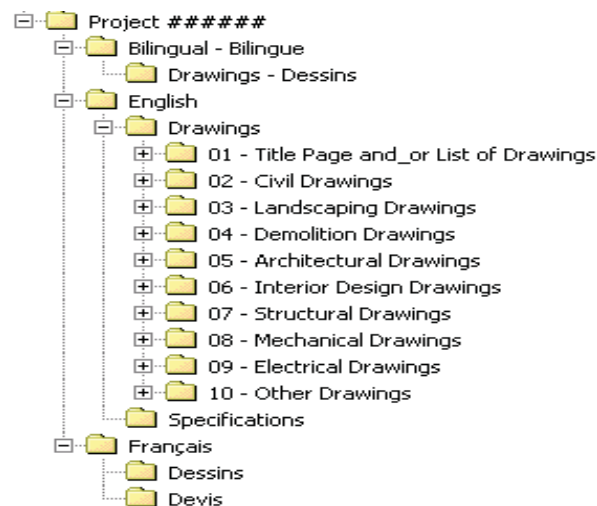 Project ######
Bilingual - Bilingue
Drawings - Dessins
English
Drawings
01 - Title Page and_or List of Drawings
02 - Civil Drawings
03 - Landscaping Drawings
04 - Demolition Drawings
05 - Architectural Drawings
06 - Interior Design Drawings
07 - Structural Drawings
08 - Mechanical Drawings
09 - Electrical Drawings
10 - Other Drawings
Specifications
Français
Dessins
Devis